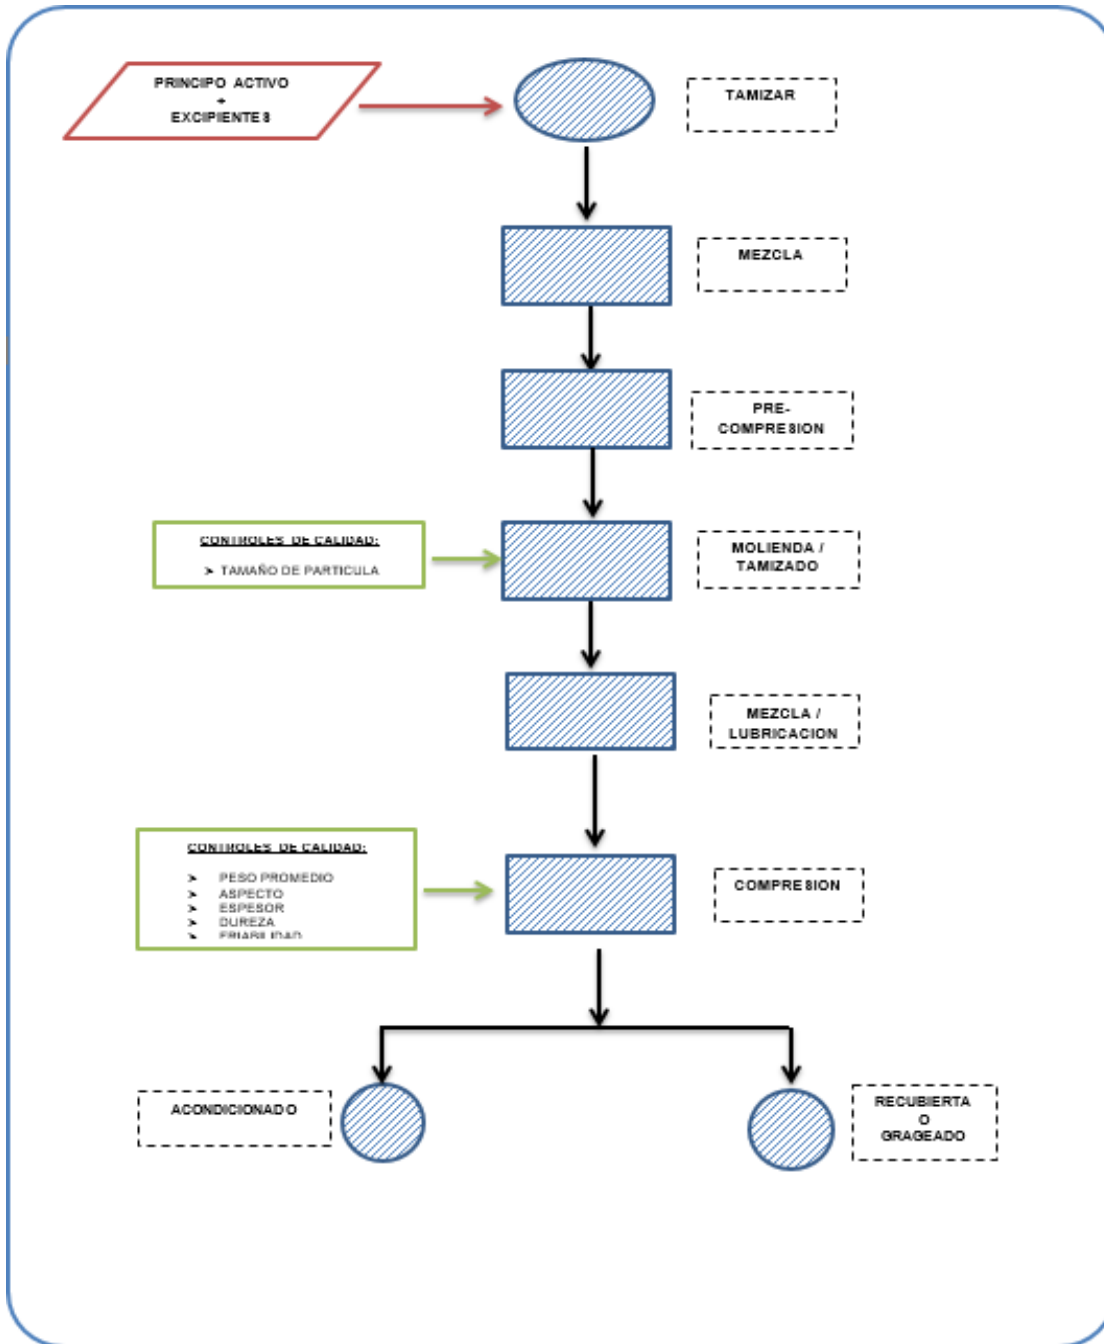 PRINCIPO ACTIVO
+
EXCIPIENTES
TAMIZAR
MEZCLA
PRE-
COMPRESION
CONTROLES DE CALIDAD:
➤ TAMAÑO DE PARTICULA
MOLIENDA /
TAMIZADO
MEZCLA /
LUBRICACION
CONTROLES DE CALIDAD:
➤ PESO PROMEDIO
➤ ASPECTO
➤ ESPESOR
➤ DUREZA
➤ FRIABILIDAD
COMPRESION
ACONDICIONADO
RECUBIERTA
O
GRAGEADO